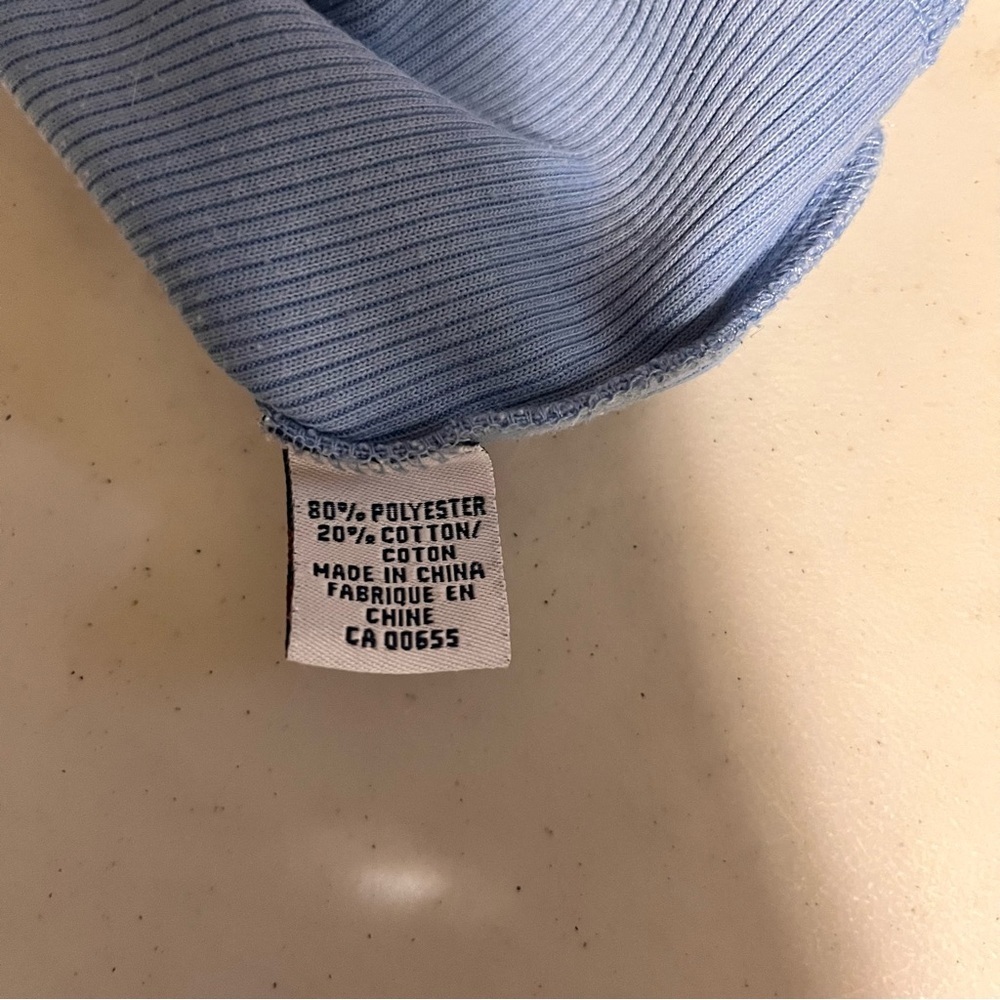 80% POLYESTER
20% COTTON/
COTON
MADE IN CHINA
FABRIQUE EN
CHINE
CA 00655